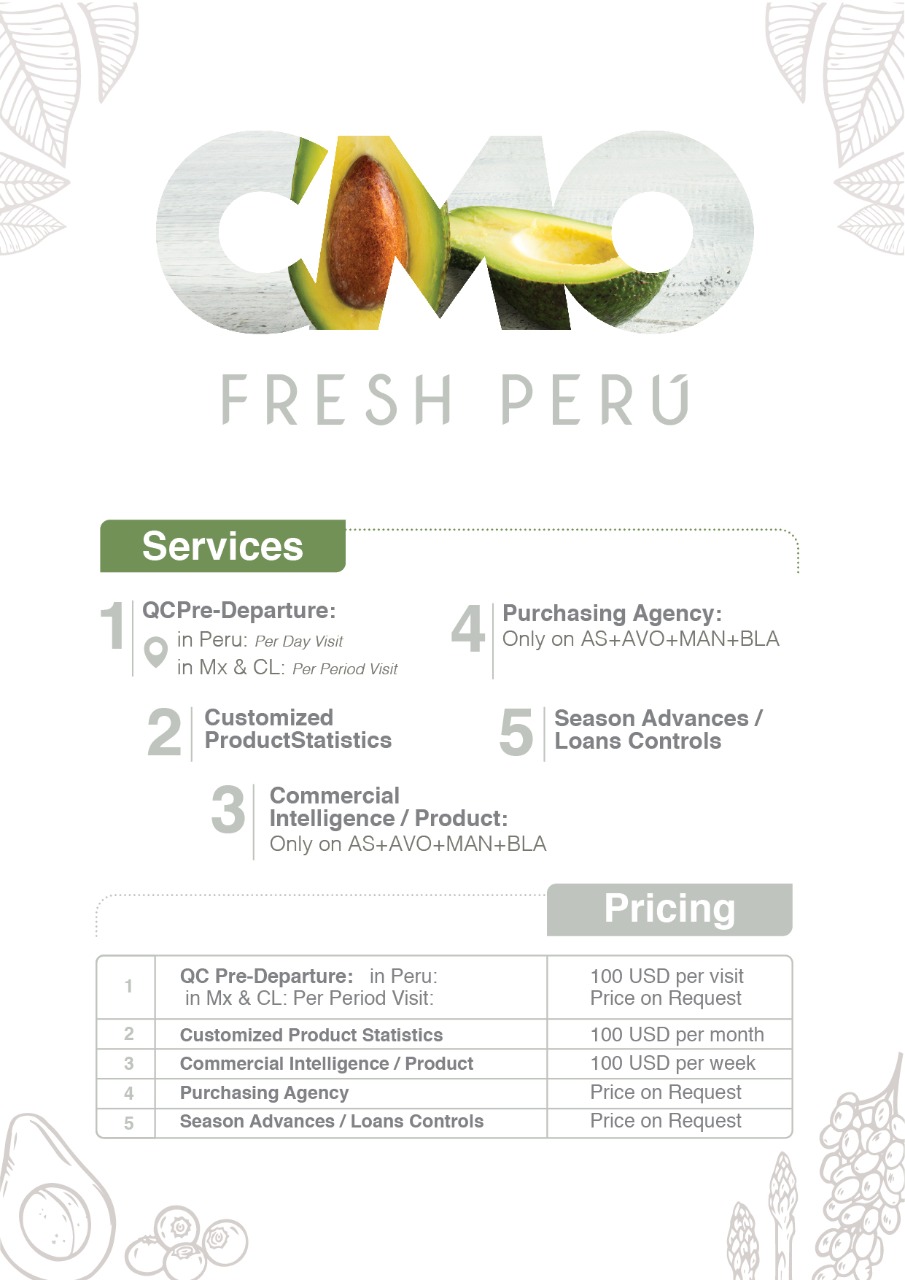 CMO
FRESH PERÚ
Services
1
QCPre-Departure:
in Peru: Per Day Visit
in Mx & CL: Per Period Visit
2
Customized
ProductStatistics
3
Commercial
Intelligence / Product:
Only on AS+AVO+MAN+BLA
4
Purchasing Agency:
Only on AS+AVO+MAN+BLA
5
Season Advances /
Loans Controls
Pricing
1 QC Pre-Departure: in Peru: 100 USD per visit
in Mx & CL: Per Period Visit: Price on Request
2 Customized Product Statistics 100 USD per month
3 Commercial Intelligence / Product 100 USD per week
4 Purchasing Agency Price on Request
5 Season Advances / Loans Controls Price on Request